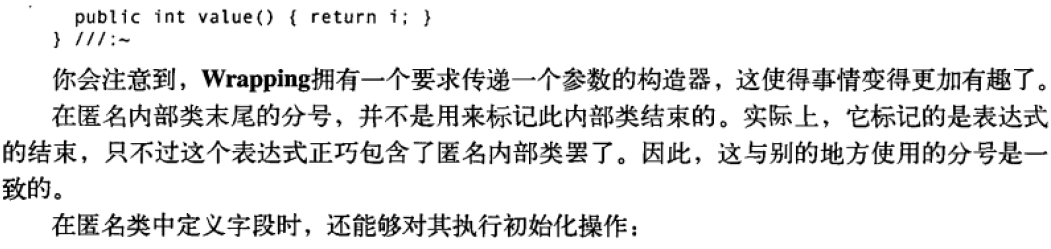 public int value() { return i; }
} ///:~
你会注意到，Wrapping拥有一个要求传递一个参数的构造器，这使得事情变得更加有趣了。
在匿名内部类末尾的分号，并不是用来标记此内部类结束的。实际上，它标记的是表达式
的结束，只不过这个表达式正巧包含了匿名内部类罢了。因此，这与别的地方使用的分号是一
致的。
在匿名类中定义字段时，还能够对其执行初始化操作：